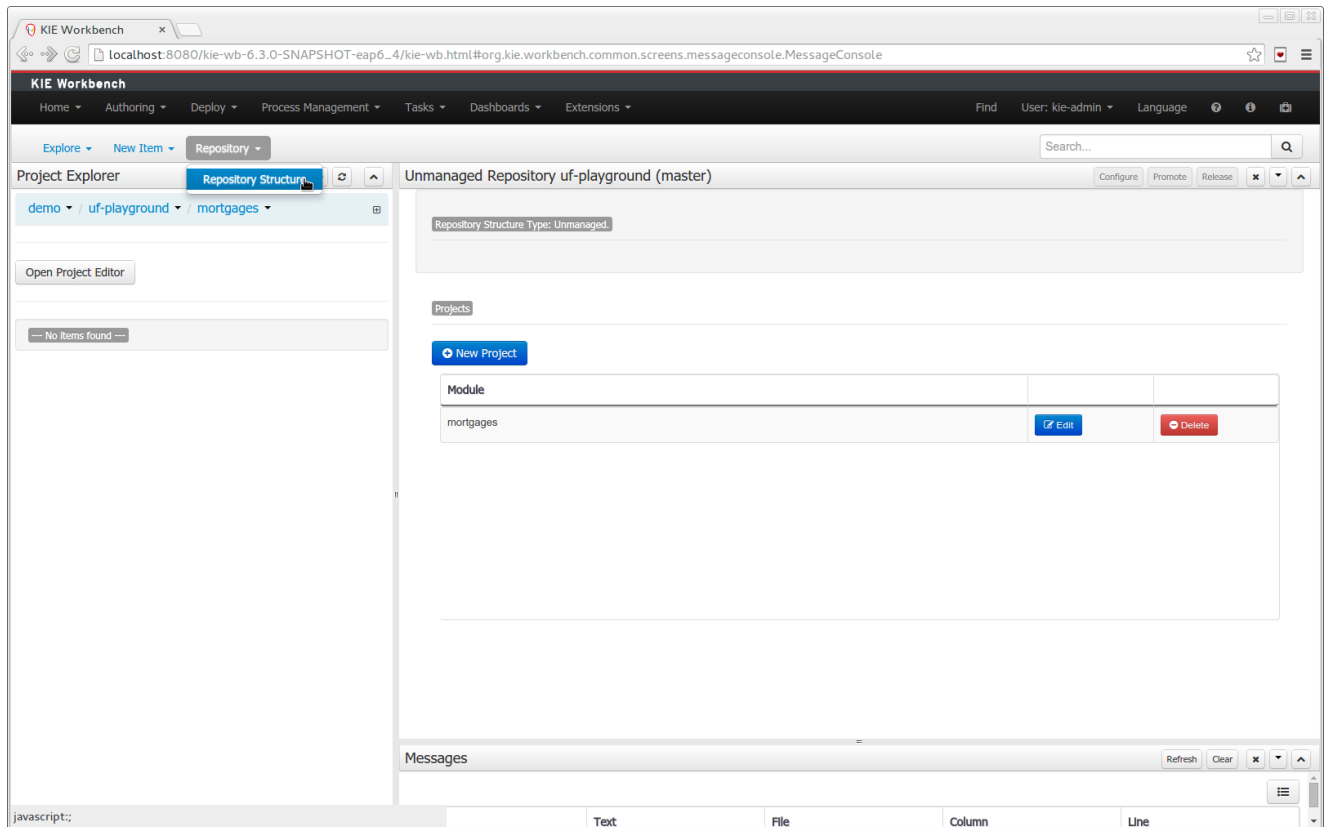 KIE Workbench
localhost:8080/kie-wb-6.3.0-SNAPSHOT-eap6_4/kie-wb.html#org.kie.workbench.common.screens.messageconsole.MessageConsole
KIE Workbench
Home Authoring Deploy Process Management Tasks Dashboards Extensions Find User: kie-admin Language
Explore New Item Repository Search...
Repository Structure
Project Explorer
Unmanaged Repository uf-playground (master) Configure Promote Release
demo / uf-playground / mortgages
Repository Structure Type: Unmanaged.
Open Project Editor
Projects
--- No items found ---
New Project
Module
mortgages Edit Delete
Messages Refresh Clear
Text File Column Line
javascript:;